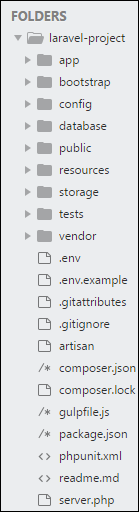 FOLDERS
laravel-project
app
bootstrap
config
database
public
resources
storage
tests
vendor
.env
.env.example
.gitattributes
.gitignore
artisan
/* composer.json
composer.lock
/* gulpfile.js
/* package.json
<> phpunit.xml
<> readme.md
server.php